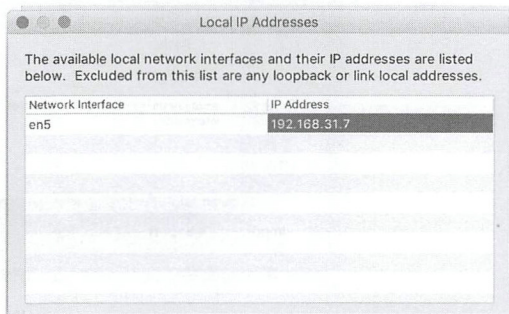 Local IP Addresses
The available local network interfaces and their IP addresses are listed
below. Excluded from this list are any loopback or link local addresses.
Network Interface IP Address
en5 192.168.31.7